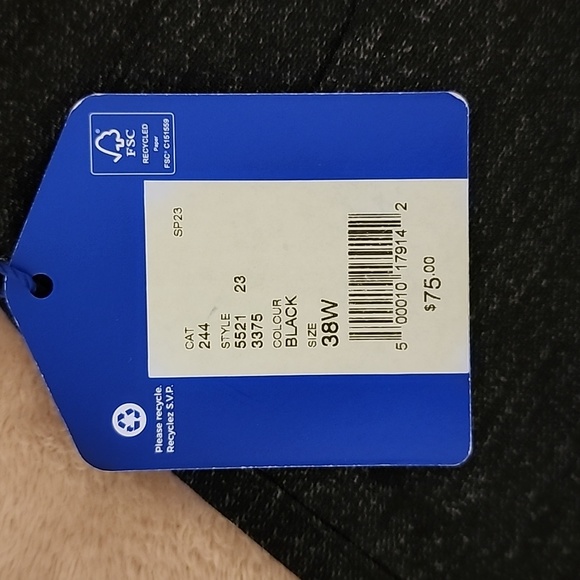 FSC
RECYCLED
Paper
FSC® C151559
SP23
CAT
244
STYLE
5521 23
3375
COLOUR
BLACK
SIZE
38W
5 00010 17914 2
$75.00
Please recycle.
Recyclez S.V.P.